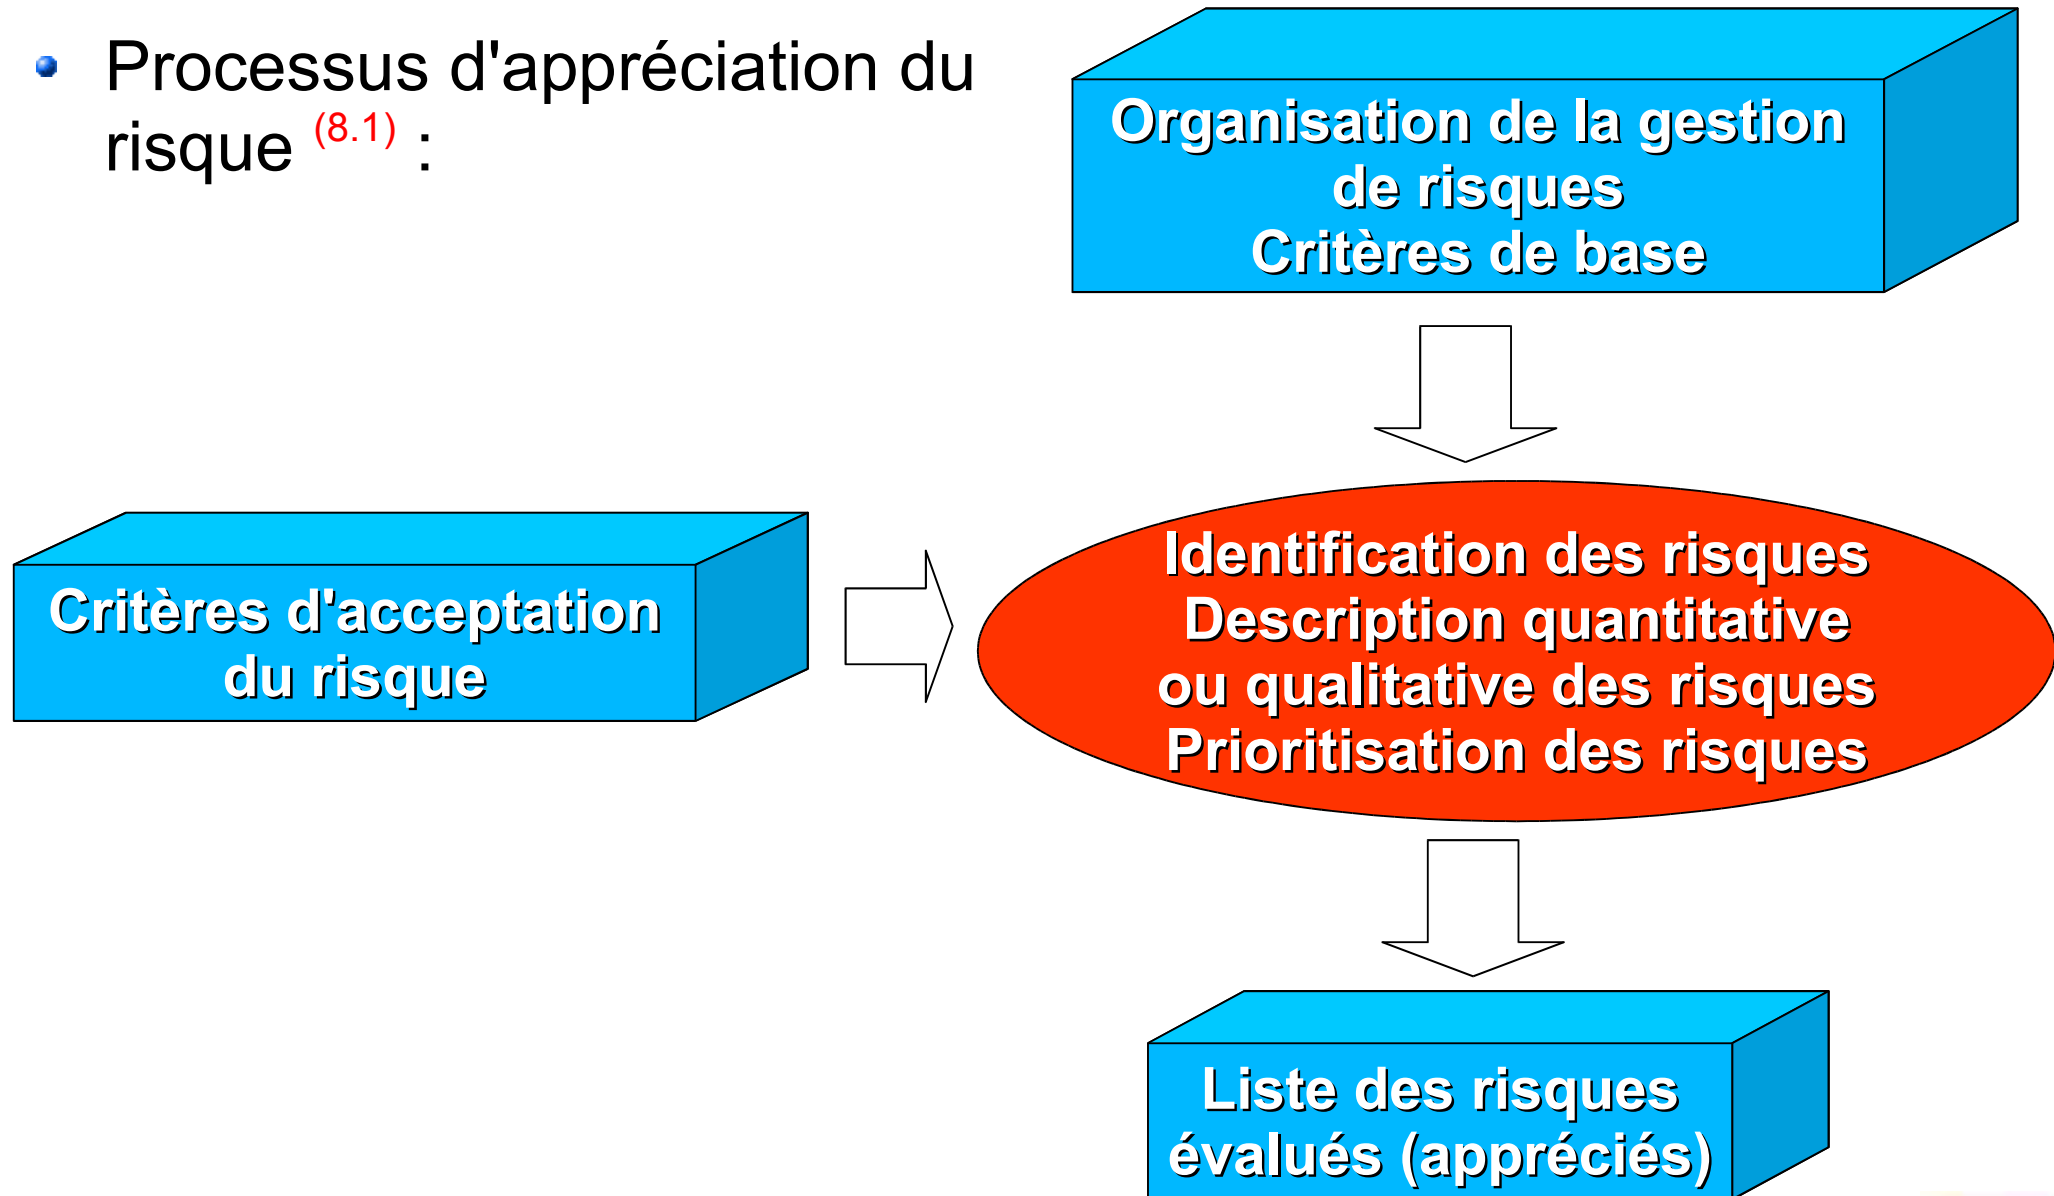 Processus d'appréciation du
risque (8.1) :
Organisation de la gestion
de risques
Critères de base
Critères d'acceptation
du risque
Identification des risques
Description quantitative
ou qualitative des risques
Prioritisation des risques
Liste des risques
évalués (appréciés)